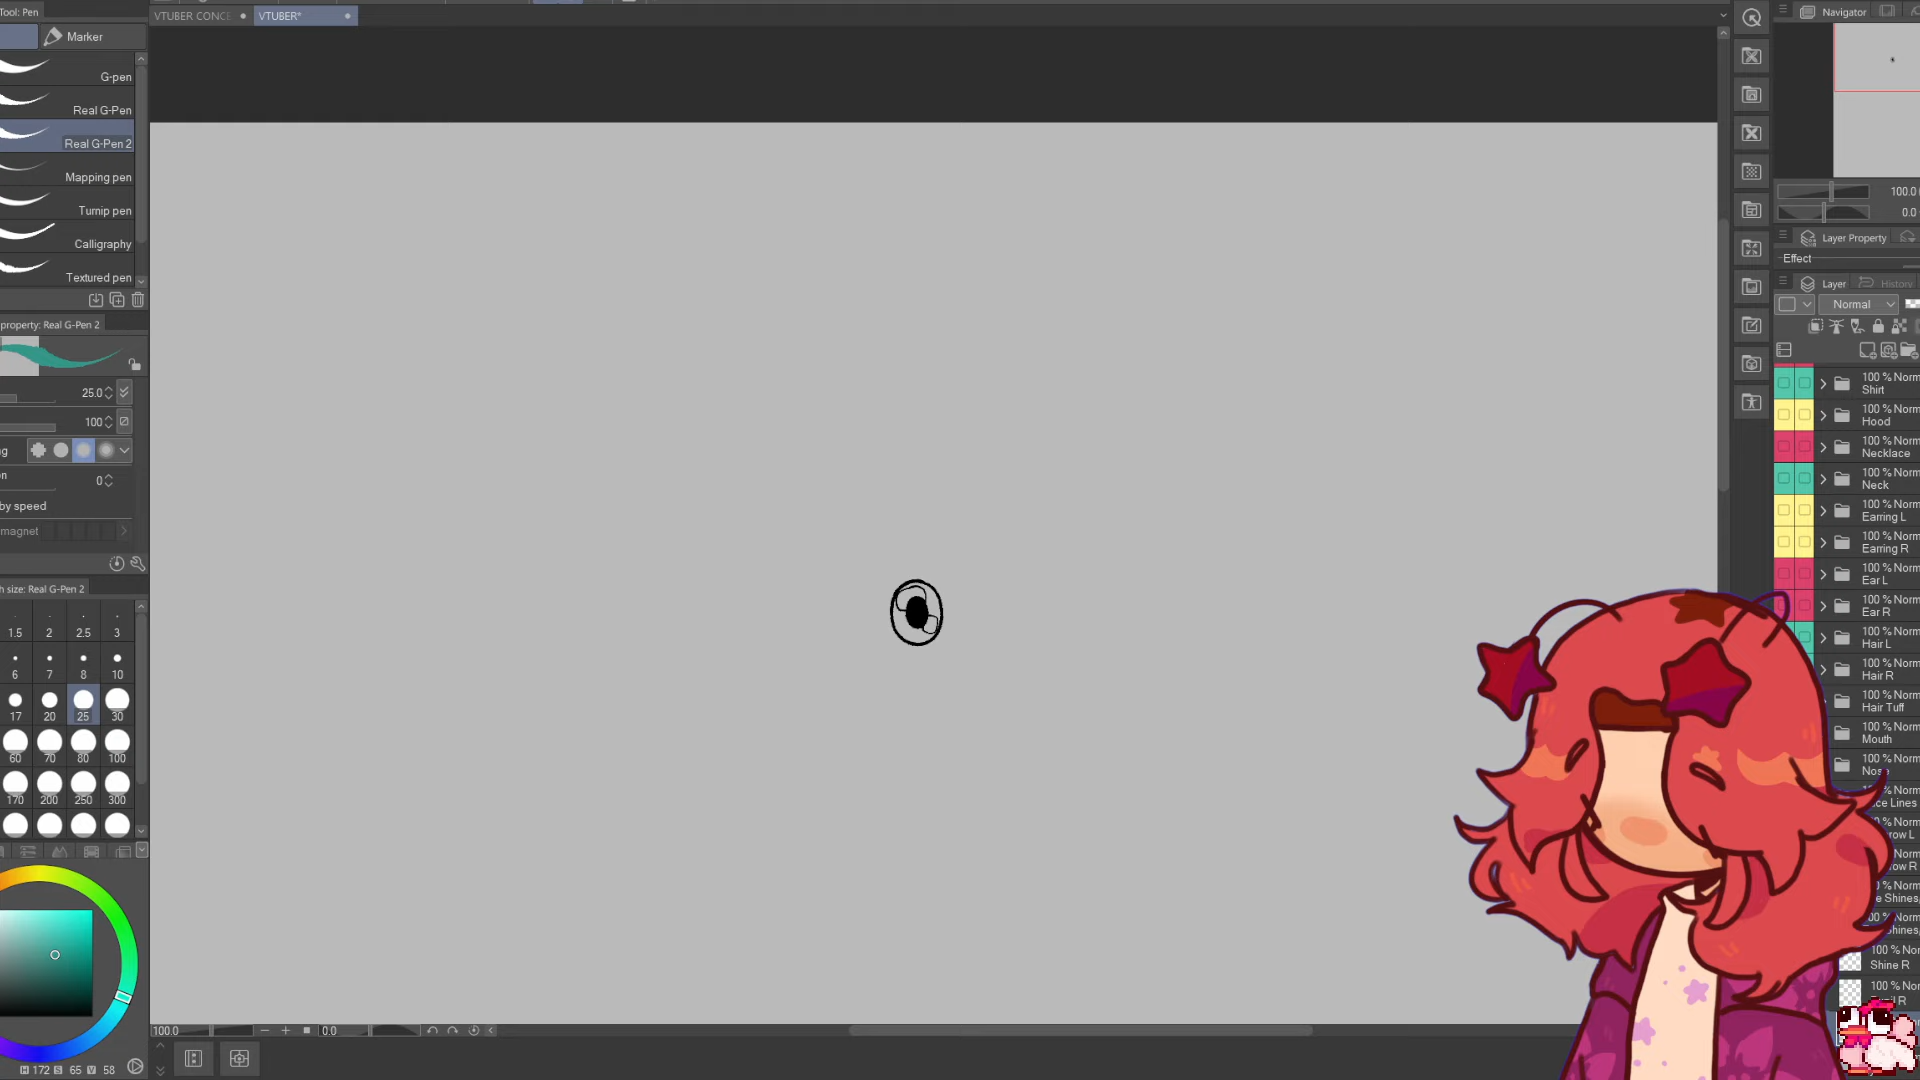 Tool: Pen
VTUBER CONCE
VTUBER*
Navigator
Marker
G-pen
Real G-Pen
Real G-Pen 2
Mapping pen
Turnip pen
Calligraphy
Textured pen
100.0
0.0
Layer Property
Effect
Layer
History
Normal
property: Real G-Pen 2
25.0
100
0
by speed
magnet
100 % Norm
Shirt
100 % Norm
Hood
100 % Norm
Necklace
100 % Norm
Neck
100 % Norm
Earring L
100 % Norm
Earring R
100 % Norm
Ear L
100 % Norm
Ear R
100 % Norm
Hair L
100 % Norm
Hair R
100 % Norm
Hair Tuff
100 % Norm
Mouth
100 % Norm
Nose
100 % Norm
Lines
100 % Nor
Shine R
size: Real G-Pen 2
1.5 2 2.5 3
6 7 8 10
17 20 25 30
60 70 80 100
170 200 250 300
100.0
0.0
H 172 S 65 V 58